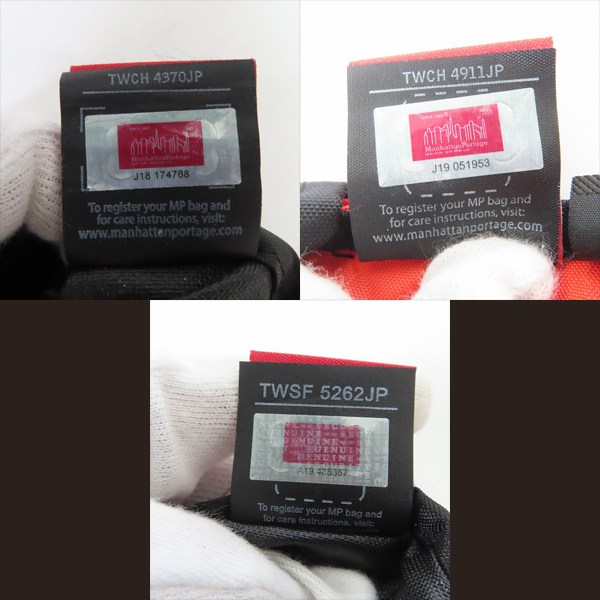 TWCH 4370JP
Manhattan Portage
J18 174768
To register your MP bag and
for care instructions, visit:
www.manhattanportage.com
TWCH 4911JP
Manhattan Portage
J19 051953
To register your MP bag and
for care instructions, visit:
www.manhattanportage.com
TWSF 5262JP
GENUINE
GENUINE
GENUINE
To register your MP bag and
for care instructions, visit: